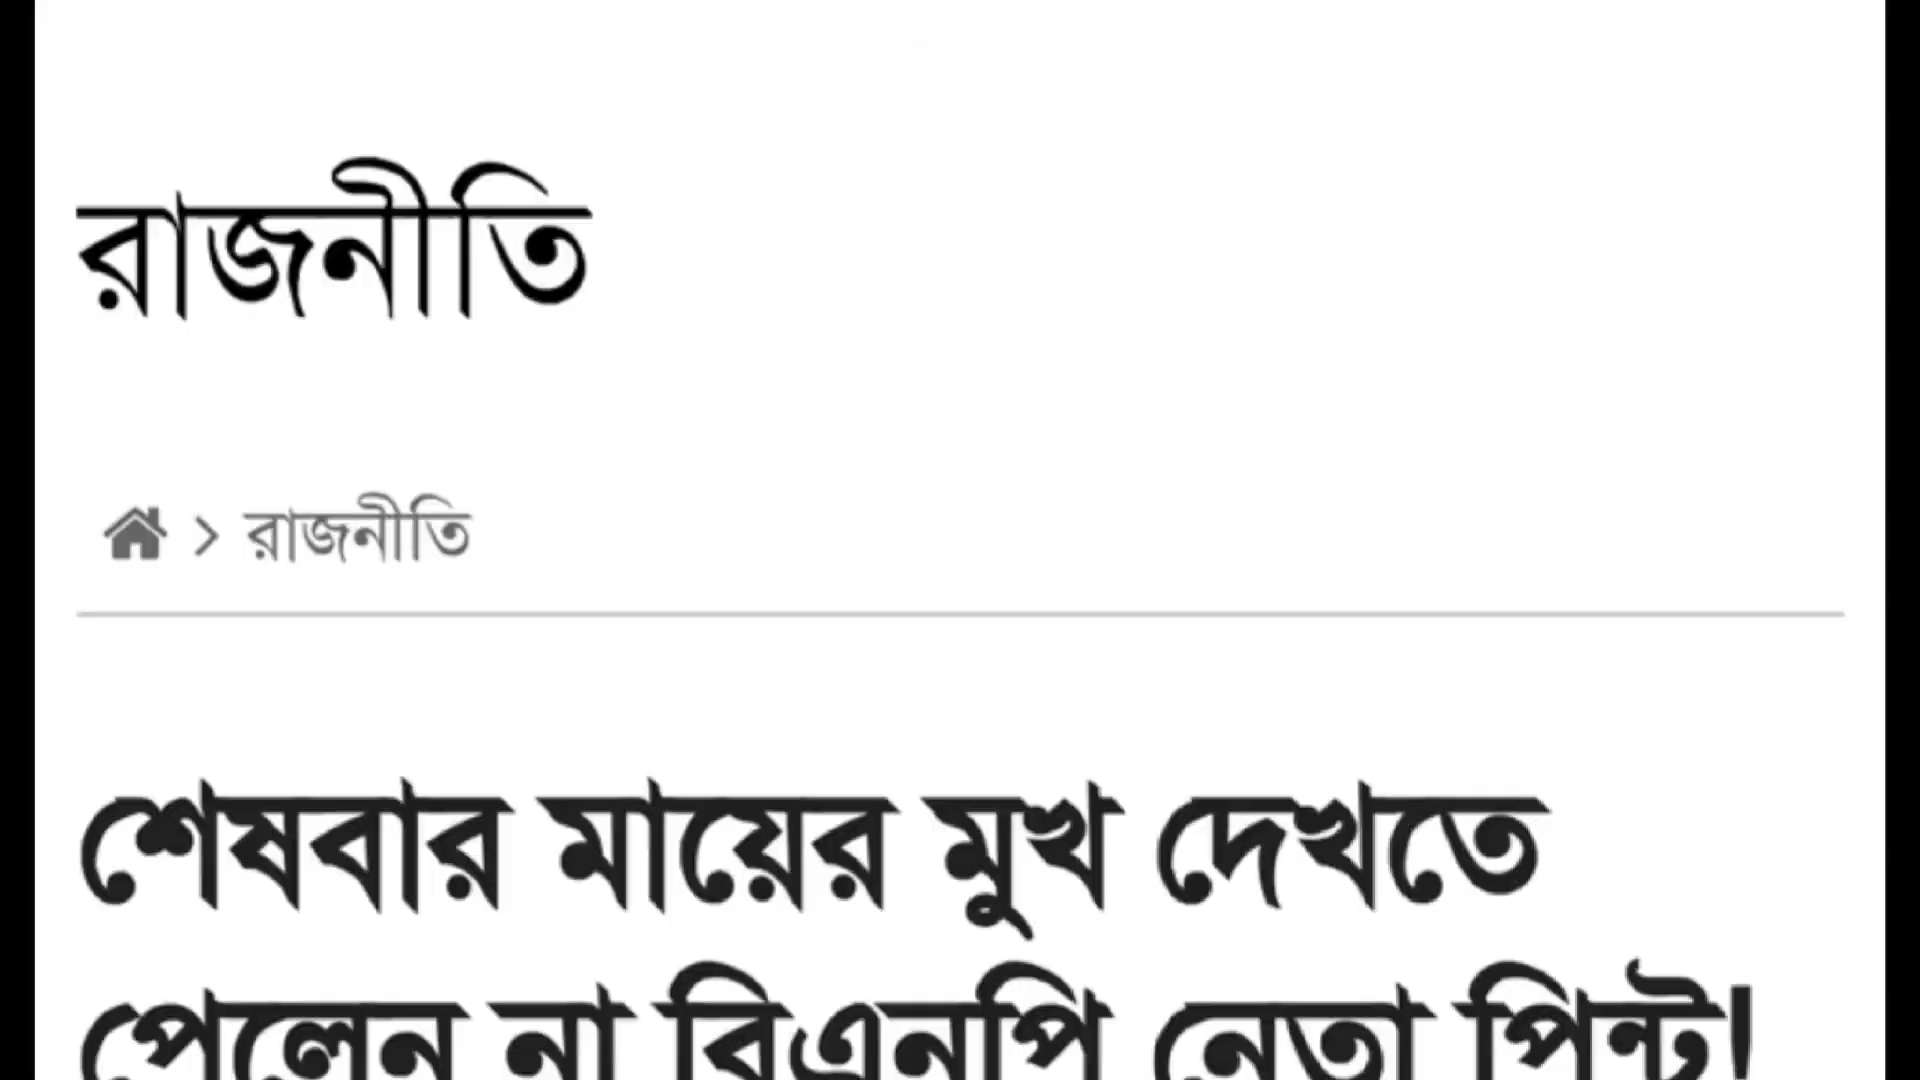 রাজনীতি
> রাজনীতি
শেষবার মায়ের মুখ দেখতে
পেলেন না বিএনপি নেতা পিন্টু!